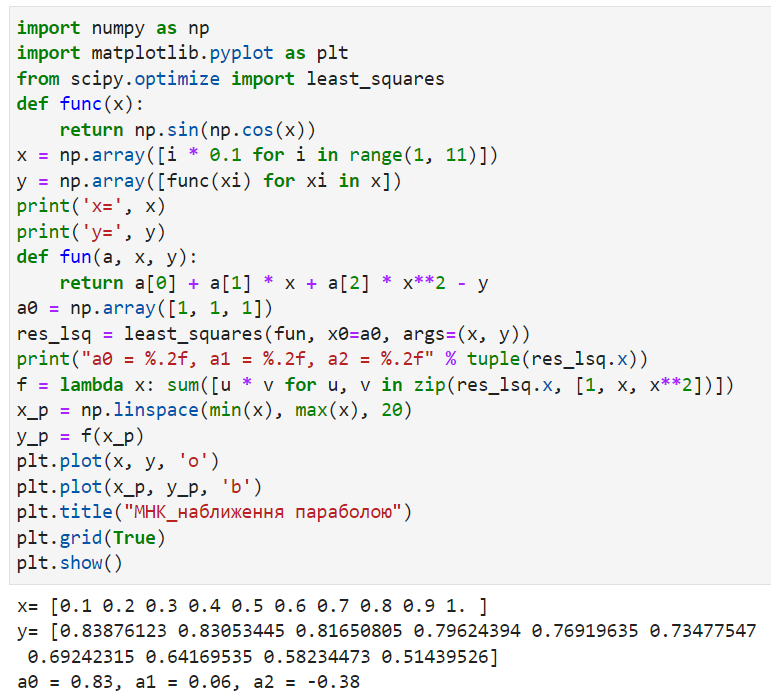 import numpy as np
import matplotlib.pyplot as plt
from scipy.optimize import least_squares
def func(x):
    return np.sin(np.cos(x))
x = np.array([i * 0.1 for i in range(1, 11)])
y = np.array([func(xi) for xi in x])
print('x=', x)
print('y=', y)
def fun(a, x, y):
    return a[0] + a[1] * x + a[2] * x**2 - y
a0 = np.array([1, 1, 1])
res_lsq = least_squares(fun, x0=a0, args=(x, y))
print("a0 = %.2f, a1 = %.2f, a2 = %.2f" % tuple(res_lsq.x))
f = lambda x: sum([u * v for u, v in zip(res_lsq.x, [1, x, x**2])])
x_p = np.linspace(min(x), max(x), 20)
y_p = f(x_p)
plt.plot(x, y, 'o')
plt.plot(x_p, y_p, 'b')
plt.title("МНК_наближення параболою")
plt.grid(True)
plt.show()
x= [0.1 0.2 0.3 0.4 0.5 0.6 0.7 0.8 0.9 1. ]
y= [0.83876123 0.83053445 0.81650805 0.79624394 0.76919635 0.73477547
 0.69242315 0.64169535 0.58234473 0.51439526]
a0 = 0.83, a1 = 0.06, a2 = -0.38